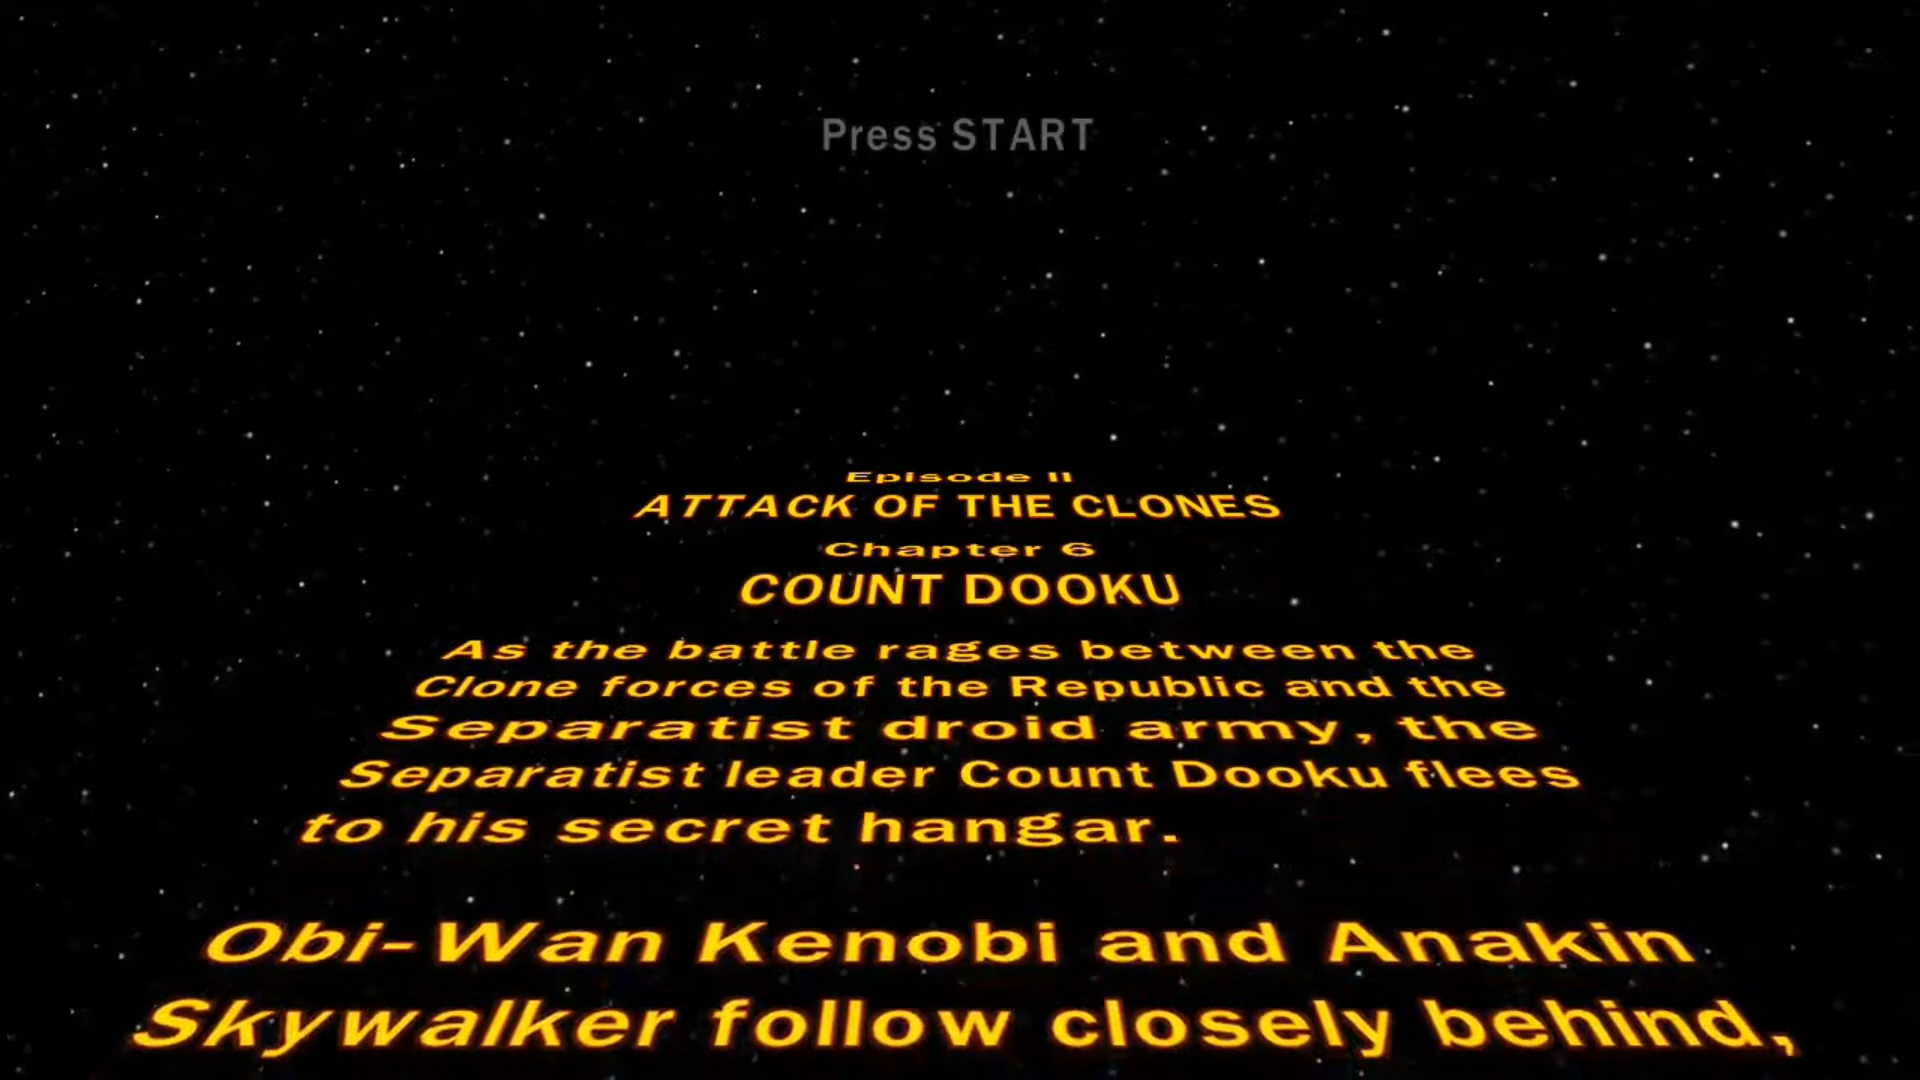 Press START
Episode II
ATTACK OF THE CLONES
Chapter 6
COUNT DOOKU
As the battle rages between the
Clone forces of the Republic and the
Separatist droid army, the
Separatist leader Count Dooku flees
to his secret hangar.
Obi-Wan Kenobi and Anakin
Skywalker follow closely behind,